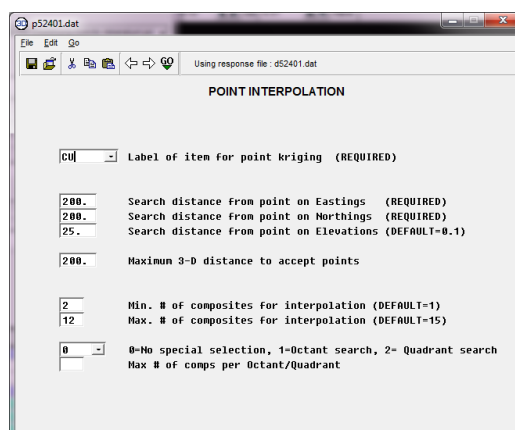 p52401.dat
File Edit Go
GO Using response file : d52401.dat
POINT INTERPOLATION
CU Label of item for point kriging (REQUIRED)
200. Search distance from point on Eastings (REQUIRED)
200. Search distance from point on Northings (REQUIRED)
25. Search distance from point on Elevations (DEFAULT=0.1)
200. Maximum 3-D distance to accept points
2 Min. # of composites for interpolation (DEFAULT=1)
12 Max. # of composites for interpolation (DEFAULT=15)
0 0=No special selection, 1=Octant search, 2= Quadrant search
Max # of comps per Octant/Quadrant